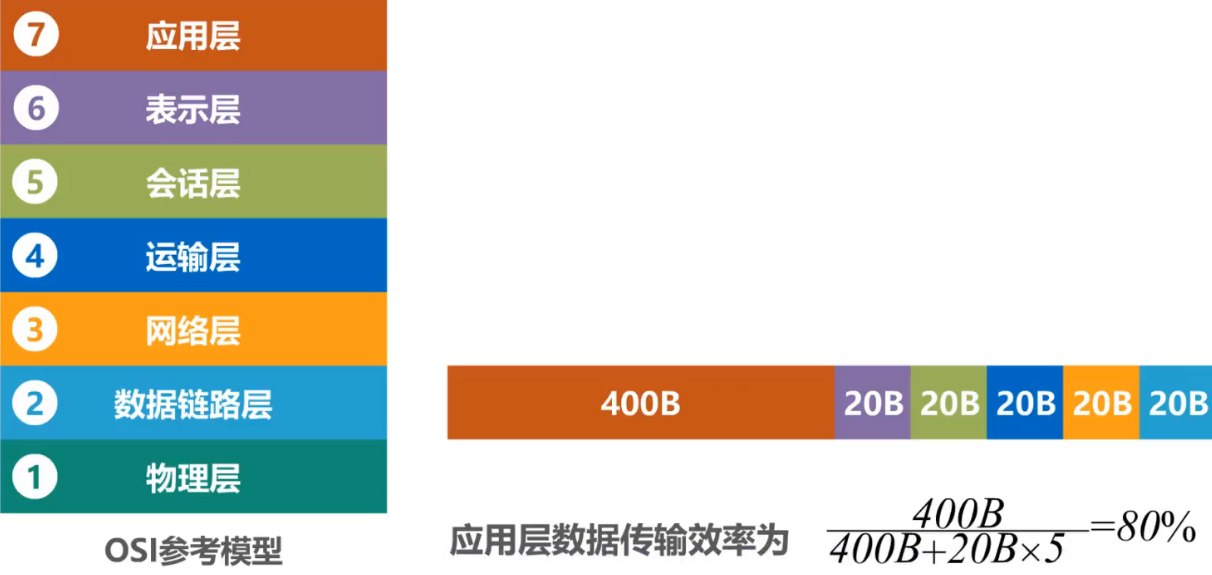 7 应用层
6 表示层
5 会话层
4 运输层
3 网络层
2 数据链路层
1 物理层
OSI参考模型
400B 20B 20B 20B 20B 20B
应用层数据传输效率为 400B/400B+20B×5=80%